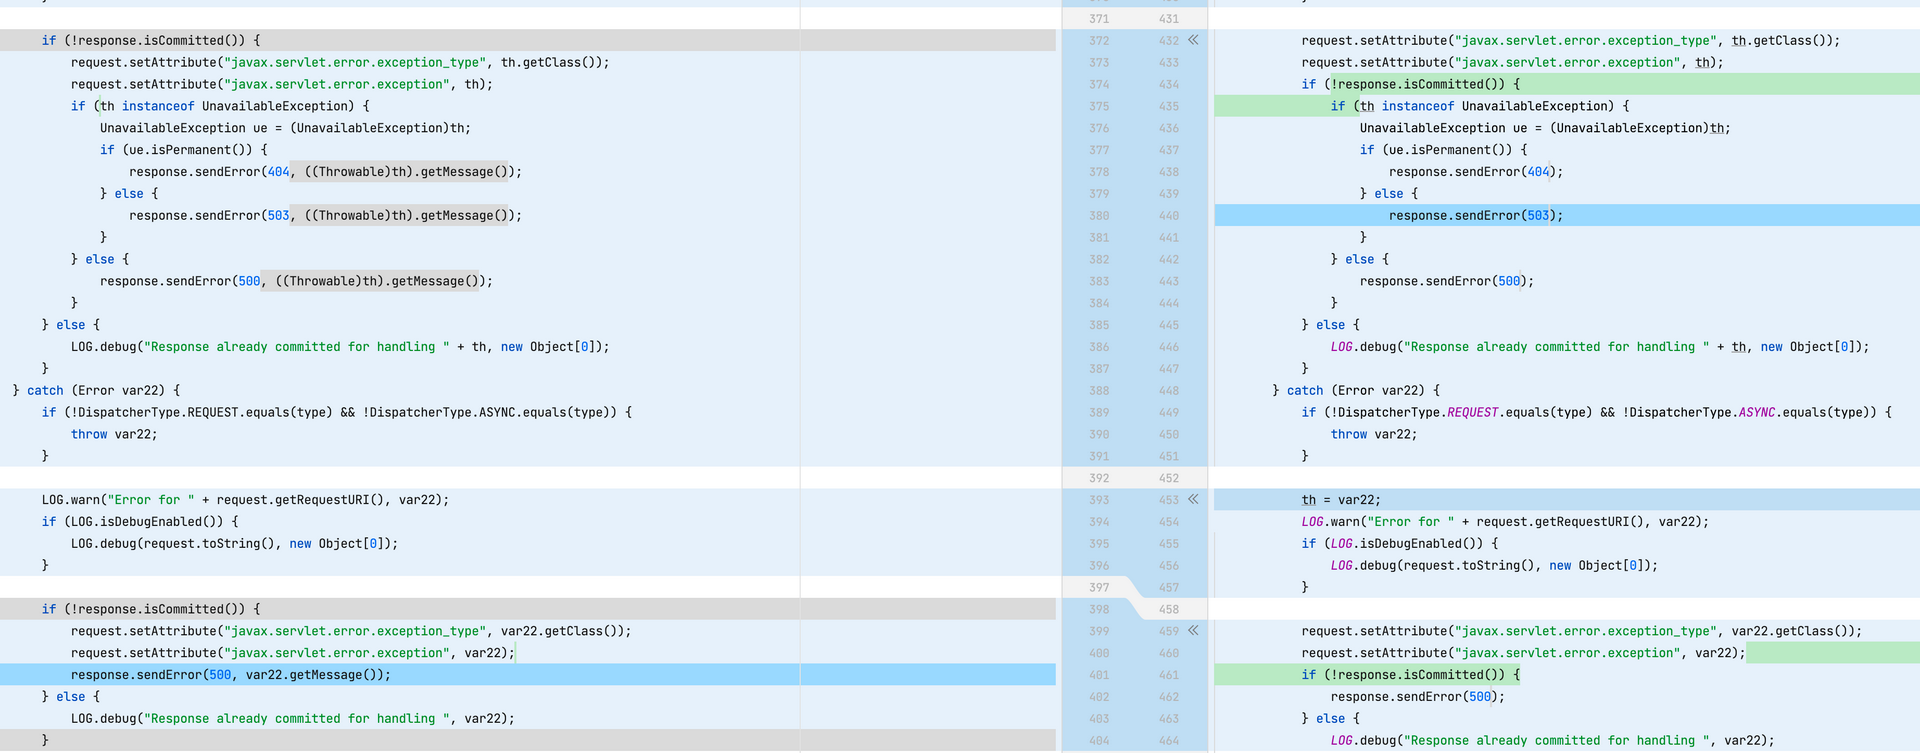 if (!response.isCommitted()) {
request.setAttribute("javax.servlet.error.exception_type", th.getClass());
request.setAttribute("javax.servlet.error.exception", th);
if (th instanceof UnavailableException) {
UnavailableException ue = (UnavailableException)th;
if (ue.isPermanent()) {
response.sendError(404, ((Throwable)th).getMessage());
} else {
response.sendError(503, ((Throwable)th).getMessage());
}
} else {
response.sendError(500, ((Throwable)th).getMessage());
}
} else {
LOG.debug("Response already committed for handling " + th, new Object[0]);
}
} catch (Error var22) {
if (!DispatcherType.REQUEST.equals(type) && !DispatcherType.ASYNC.equals(type)) {
throw var22;
}
LOG.warn("Error for " + request.getRequestURI(), var22);
if (LOG.isDebugEnabled()) {
LOG.debug(request.toString(), new Object[0]);
}
if (!response.isCommitted()) {
request.setAttribute("javax.servlet.error.exception_type", var22.getClass());
request.setAttribute("javax.servlet.error.exception", var22);
response.sendError(500, var22.getMessage());
} else {
LOG.debug("Response already committed for handling ", var22);
}
371 431
372 432 «
373 433
374 434
375 435
376 436
377 437
378 438
379 439
380 440
381 441
382 442
383 443
384 444
385 445
386 446
387 447
388 448
389 449
390 450
391 451
392 452
393 453 «
394 454
395 455
396 456
397 457
398 458
399 459 «
400 460
401 461
402 462
403 463
404 464
request.setAttribute("javax.servlet.error.exception_type", th.getClass());
request.setAttribute("javax.servlet.error.exception", th);
if (!response.isCommitted()) {
if (th instanceof UnavailableException) {
UnavailableException ue = (UnavailableException)th;
if (ue.isPermanent()) {
response.sendError(404);
} else {
response.sendError(503);
}
} else {
response.sendError(500);
}
} else {
LOG.debug("Response already committed for handling " + th, new Object[0]);
}
} catch (Error var22) {
if (!DispatcherType.REQUEST.equals(type) && !DispatcherType.ASYNC.equals(type)) {
throw var22;
}
th = var22;
LOG.warn("Error for " + request.getRequestURI(), var22);
if (LOG.isDebugEnabled()) {
LOG.debug(request.toString(), new Object[0]);
}
request.setAttribute("javax.servlet.error.exception_type", var22.getClass());
request.setAttribute("javax.servlet.error.exception", var22);
if (!response.isCommitted()) {
response.sendError(500);
} else {
LOG.debug("Response already committed for handling ", var22);